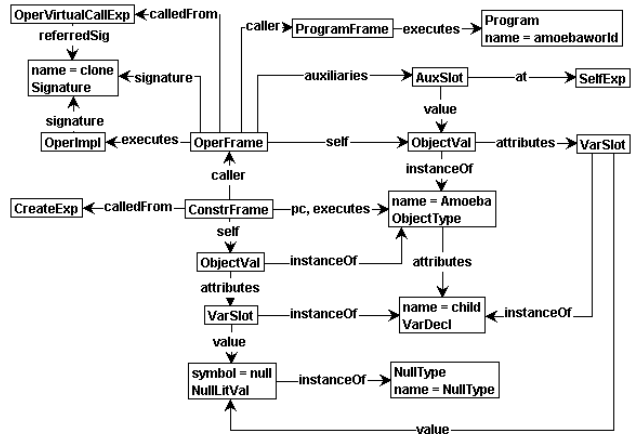 OperVirtualCallExp
calledFrom
referredSig
caller
ProgramFrame
executes
Program
name = amoebaworld
name = clone
Signature
signature
auxiliaries
AuxSlot
at
SelfExp
signature
value
OperImpl
executes
OperFrame
self
ObjectVal
attributes
VarSlot
caller
instanceOf
CreateExp
calledFrom
ConstrFrame
pc, executes
name = Amoeba
ObjectType
self
ObjectVal
instanceOf
attributes
attributes
VarSlot
instanceOf
name = child
VarDecl
instanceOf
value
symbol = null
NullLitVal
instanceOf
NullType
name = NullType
value